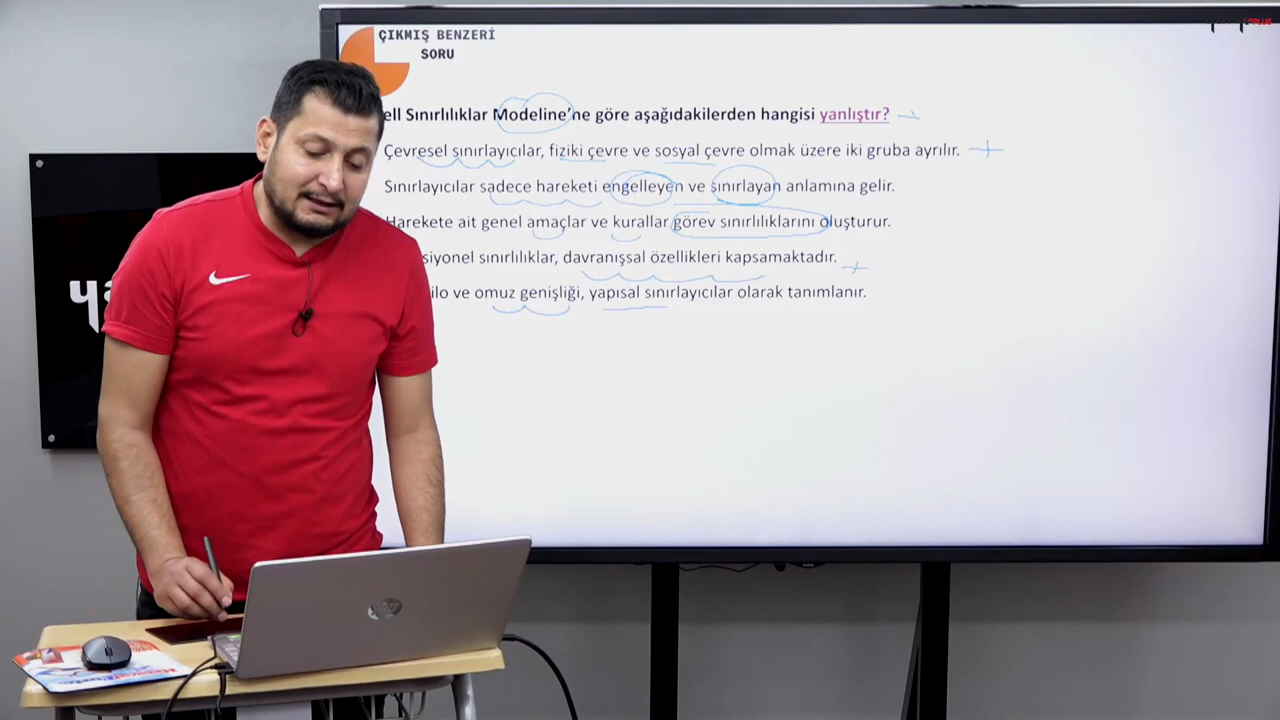 ÇIKMIŞ BENZERİ
SORU
ell Sınırlılıklar Modeline'ne göre aşağıdakilerden hangisi yanlıştır?
Çevresel sınırlayıcılar, fiziki çevre ve sosyal çevre olmak üzere iki gruba ayrılır.
Sınırlayıcılar sadece hareketi engelleyen ve sınırlayan anlamına gelir.
Harekete ait genel amaçlar ve kurallar görev sınırlılıklarını oluşturur.
siyonel sınırlılıklar, davranışsal özellikleri kapsamaktadır.
ilo ve omuz genişliği, yapısal sınırlayıcılar olarak tanımlanır.